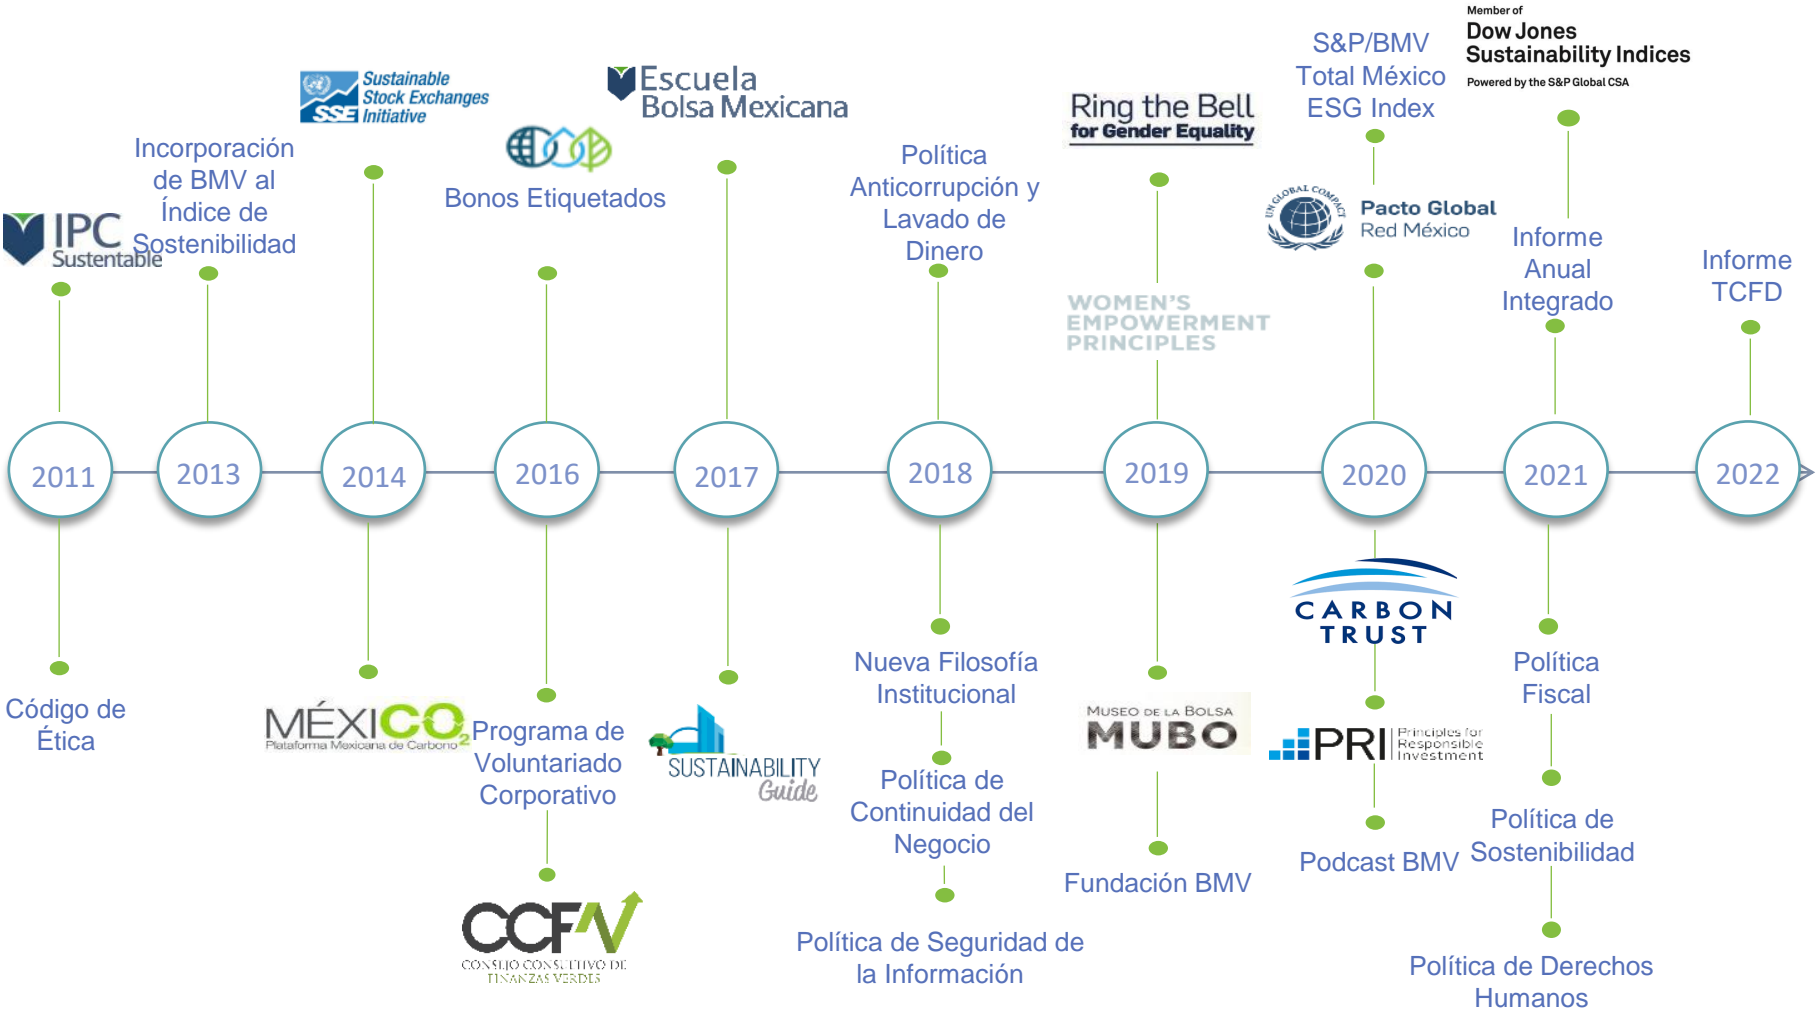 IPC
Sustentable
Incorporación
de BMV al
Índice de
Sostenibilidad
Sustainable
Stock Exchanges
Initiative
SSE
Bonos Etiquetados
Escuela
Bolsa Mexicana
Política
Anticorrupción y
Lavado de
Dinero
Ring the Bell
for Gender Equality
WOMEN'S
EMPOWERMENT
PRINCIPLES
S&P/BMV
Total México
ESG Index
UN GLOBAL COMPACT
Pacto Global
Red México
Member of
Dow Jones
Sustainability Indices
Powered by the S&P Global CSA
Informe
Anual
Integrado
Informe
TCFD
2011
2013
2014
2016
2017
2018
2019
2020
2021
2022
Código de
Ética
MÉXICO2
Plataforma Mexicana de Carbono
Programa de
Voluntariado
Corporativo
CCFV
CONSEJO CONSULTIVO DE
FINANZAS VERDES
SUSTAINABILITY
Guide
Nueva Filosofía
Institucional
Política de
Continuidad del
Negocio
Política de Seguridad de
la Información
MUSEO DE LA BOLSA
MUBO
Fundación BMV
CARBON
TRUST
PRI
Principles for
Responsible
Investment
Podcast BMV
Política
Fiscal
Política de
Sostenibilidad
Política de Derechos
Humanos